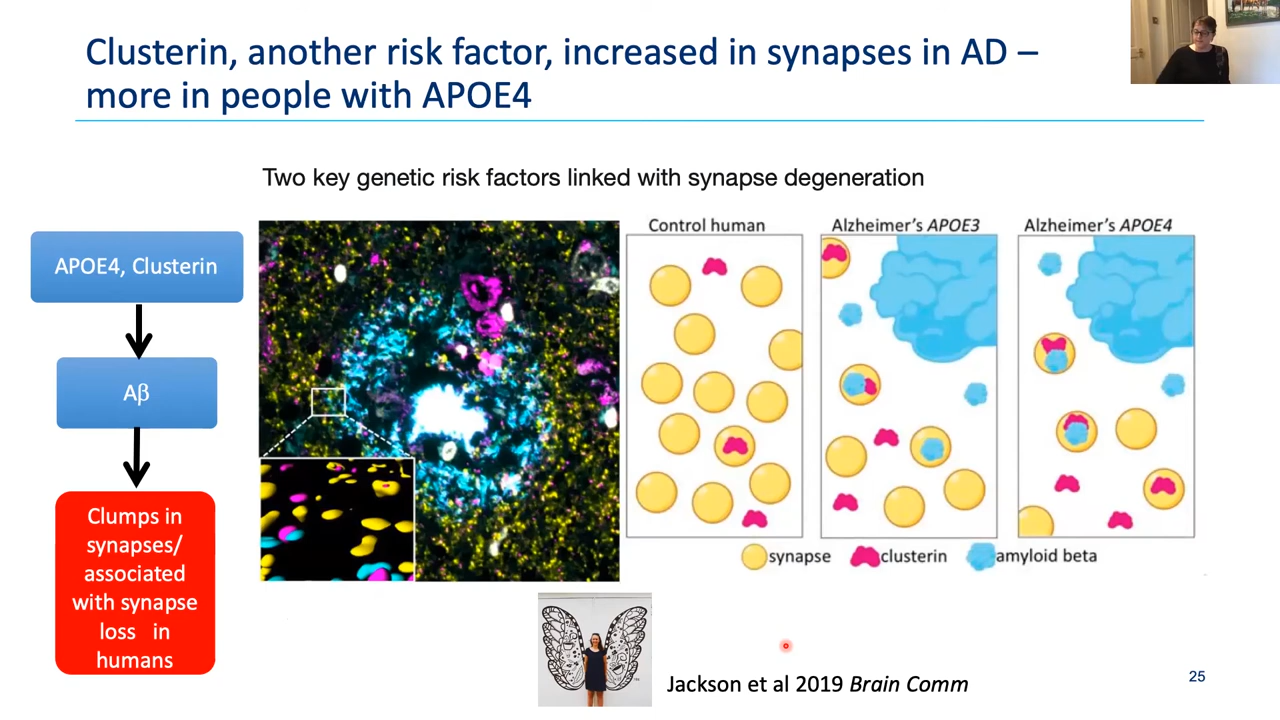 Clusterin, another risk factor, increased in synapses in AD –
more in people with APOE4
Two key genetic risk factors linked with synapse degeneration
APOE4, Clusterin
Aβ
Clumps in
synapses/
associated
with synapse
loss in
humans
Control human
Alzheimer's APOE3
Alzheimer's APOE4
synapse
clusterin
amyloid beta
Jackson et al 2019 Brain Comm
25